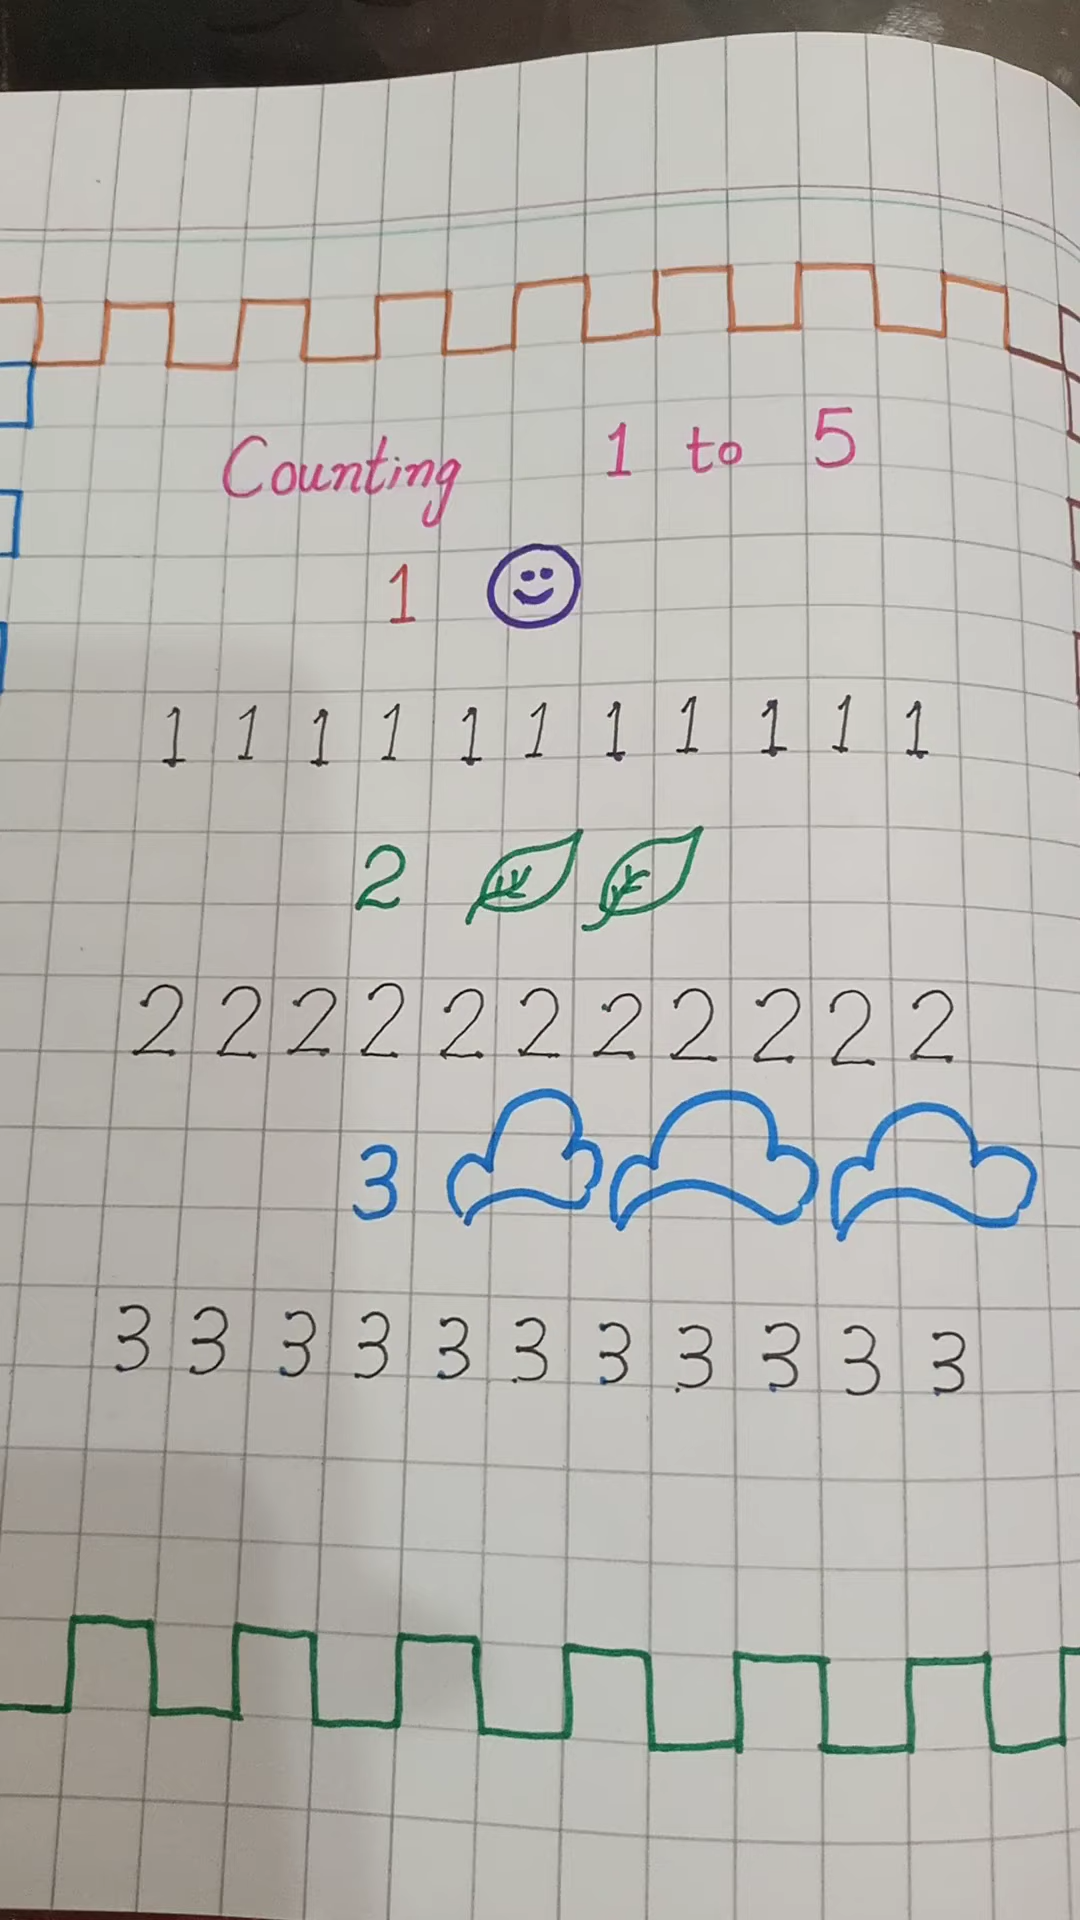 Counting 1 to 5
1
1 1 1 1 1 1 1 1 1 1 1
2
2 2 2 2 2 2 2 2 2 2 2
3
3 3 3 3 3 3 3 3 3 3 3